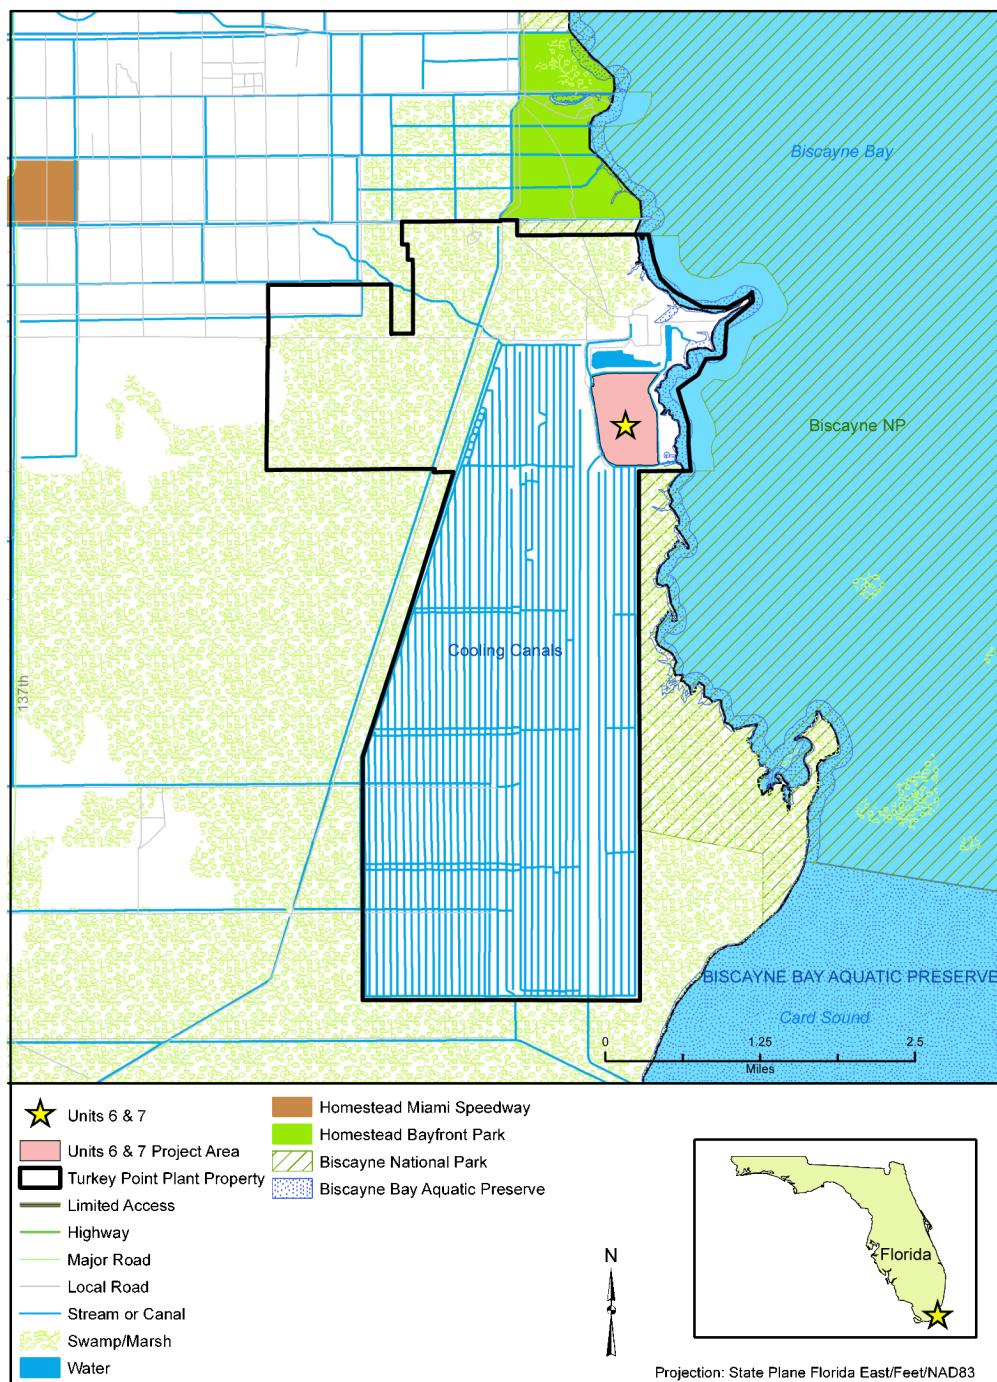 Biscayne Bay
Biscayne NP
Cooling Canals
137th
BISCAYNE BAY AQUATIC PRESERVE
Card Sound
0 1.25 2.5
Miles
Units 6 & 7
Units 6 & 7 Project Area
Turkey Point Plant Property
Limited Access
Highway
Major Road
Local Road
Stream or Canal
Swamp/Marsh
Water
Homestead Miami Speedway
Homestead Bayfront Park
Biscayne National Park
Biscayne Bay Aquatic Preserve
N
Florida
Projection: State Plane Florida East/Feet/NAD83